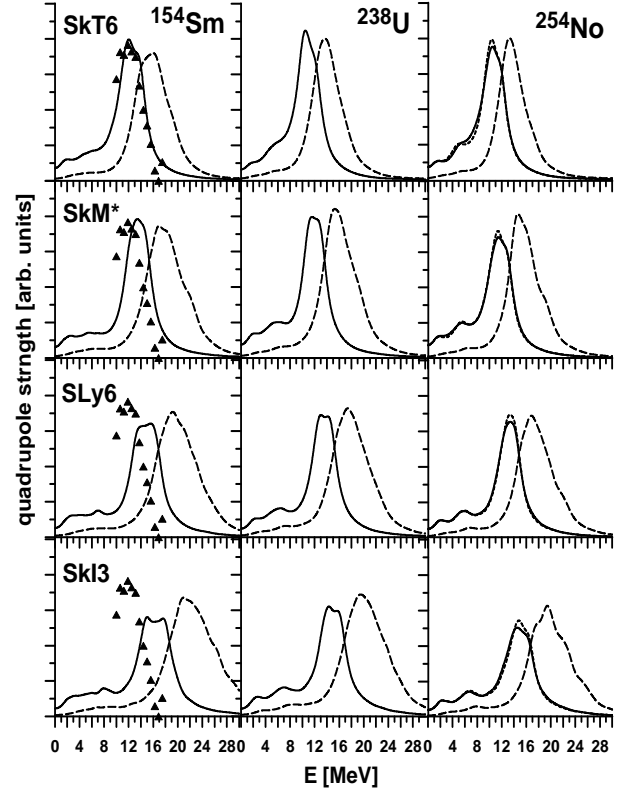 SkT6 ¹⁵⁴Sm ²³⁸U ²⁵⁴No
SkM*
SLy6
SkI3
quadrupole strngth [arb. units]
0 4 8 12 16 20 24 28 0 4 8 12 16 20 24 28 0 4 8 12 16 20 24 28
E [MeV]